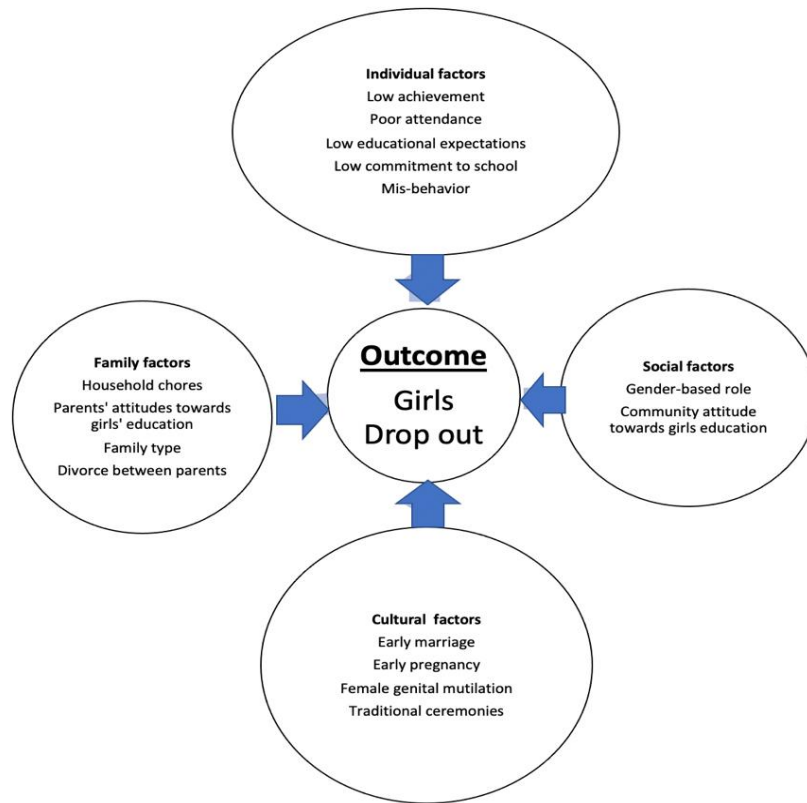 Individual factors
Low achievement
Poor attendance
Low educational expectations
Low commitment to school
Mis-behavior
Family factors
Household chores
Parents' attitudes towards
girls' education
Family type
Divorce between parents
Outcome
Girls
Drop out
Social factors
Gender-based role
Community attitude
towards girls education
Cultural factors
Early marriage
Early pregnancy
Female genital mutilation
Traditional ceremonies